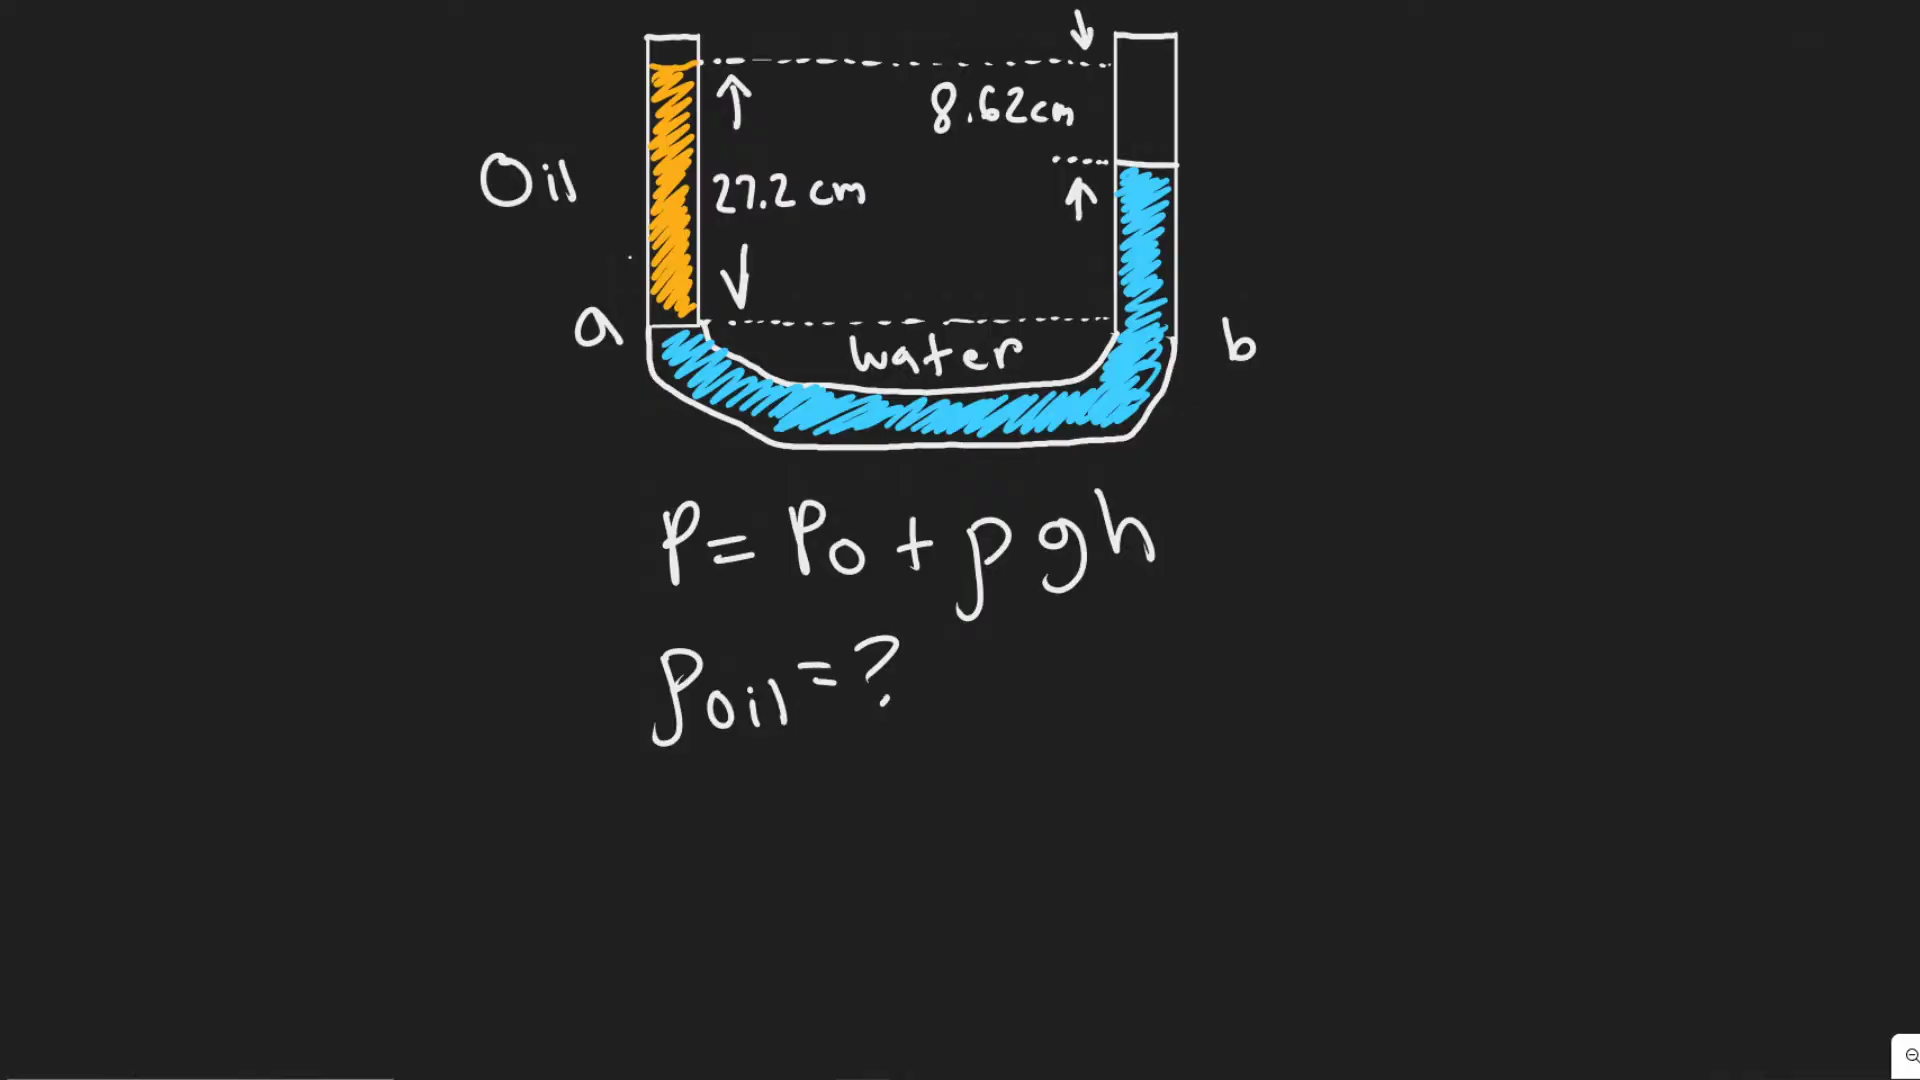 8.62cm
Oil
27.2 cm
a
water
b
P = P0 + ρgh
ρoil = ?